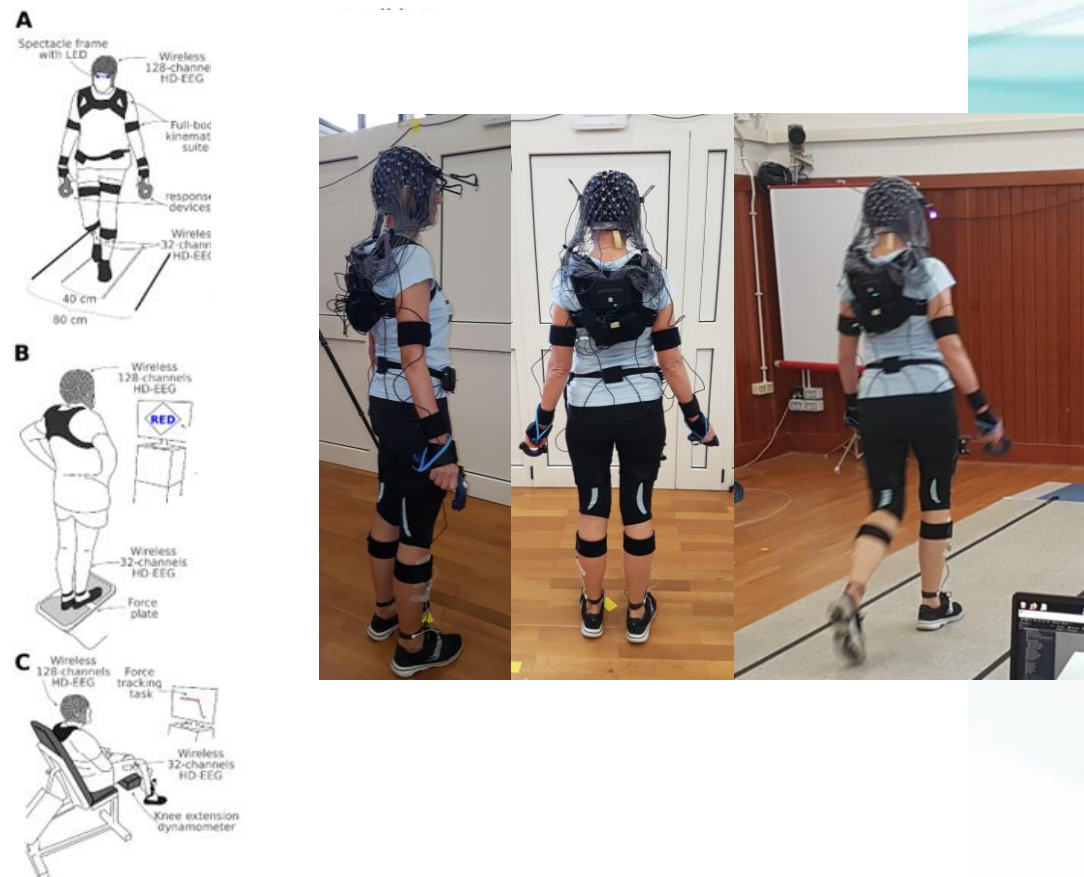 A
Spectacle frame
with LED
Wireless
128-channe
HD-EEG
Full-bod
kinemat
suite
response
devices
Wireles
32-chann
HD-EEG
40 cm
80 cm
B
Wireless
128-channels
HD-EEG
RED
Wireless
32-channels
HD-EEG
Force
plate
C
Wireless
128-channels
HD-EEG
Force
tracking
task
Wireless
32-channels
HD-EEG
Knee extension
dynamometer